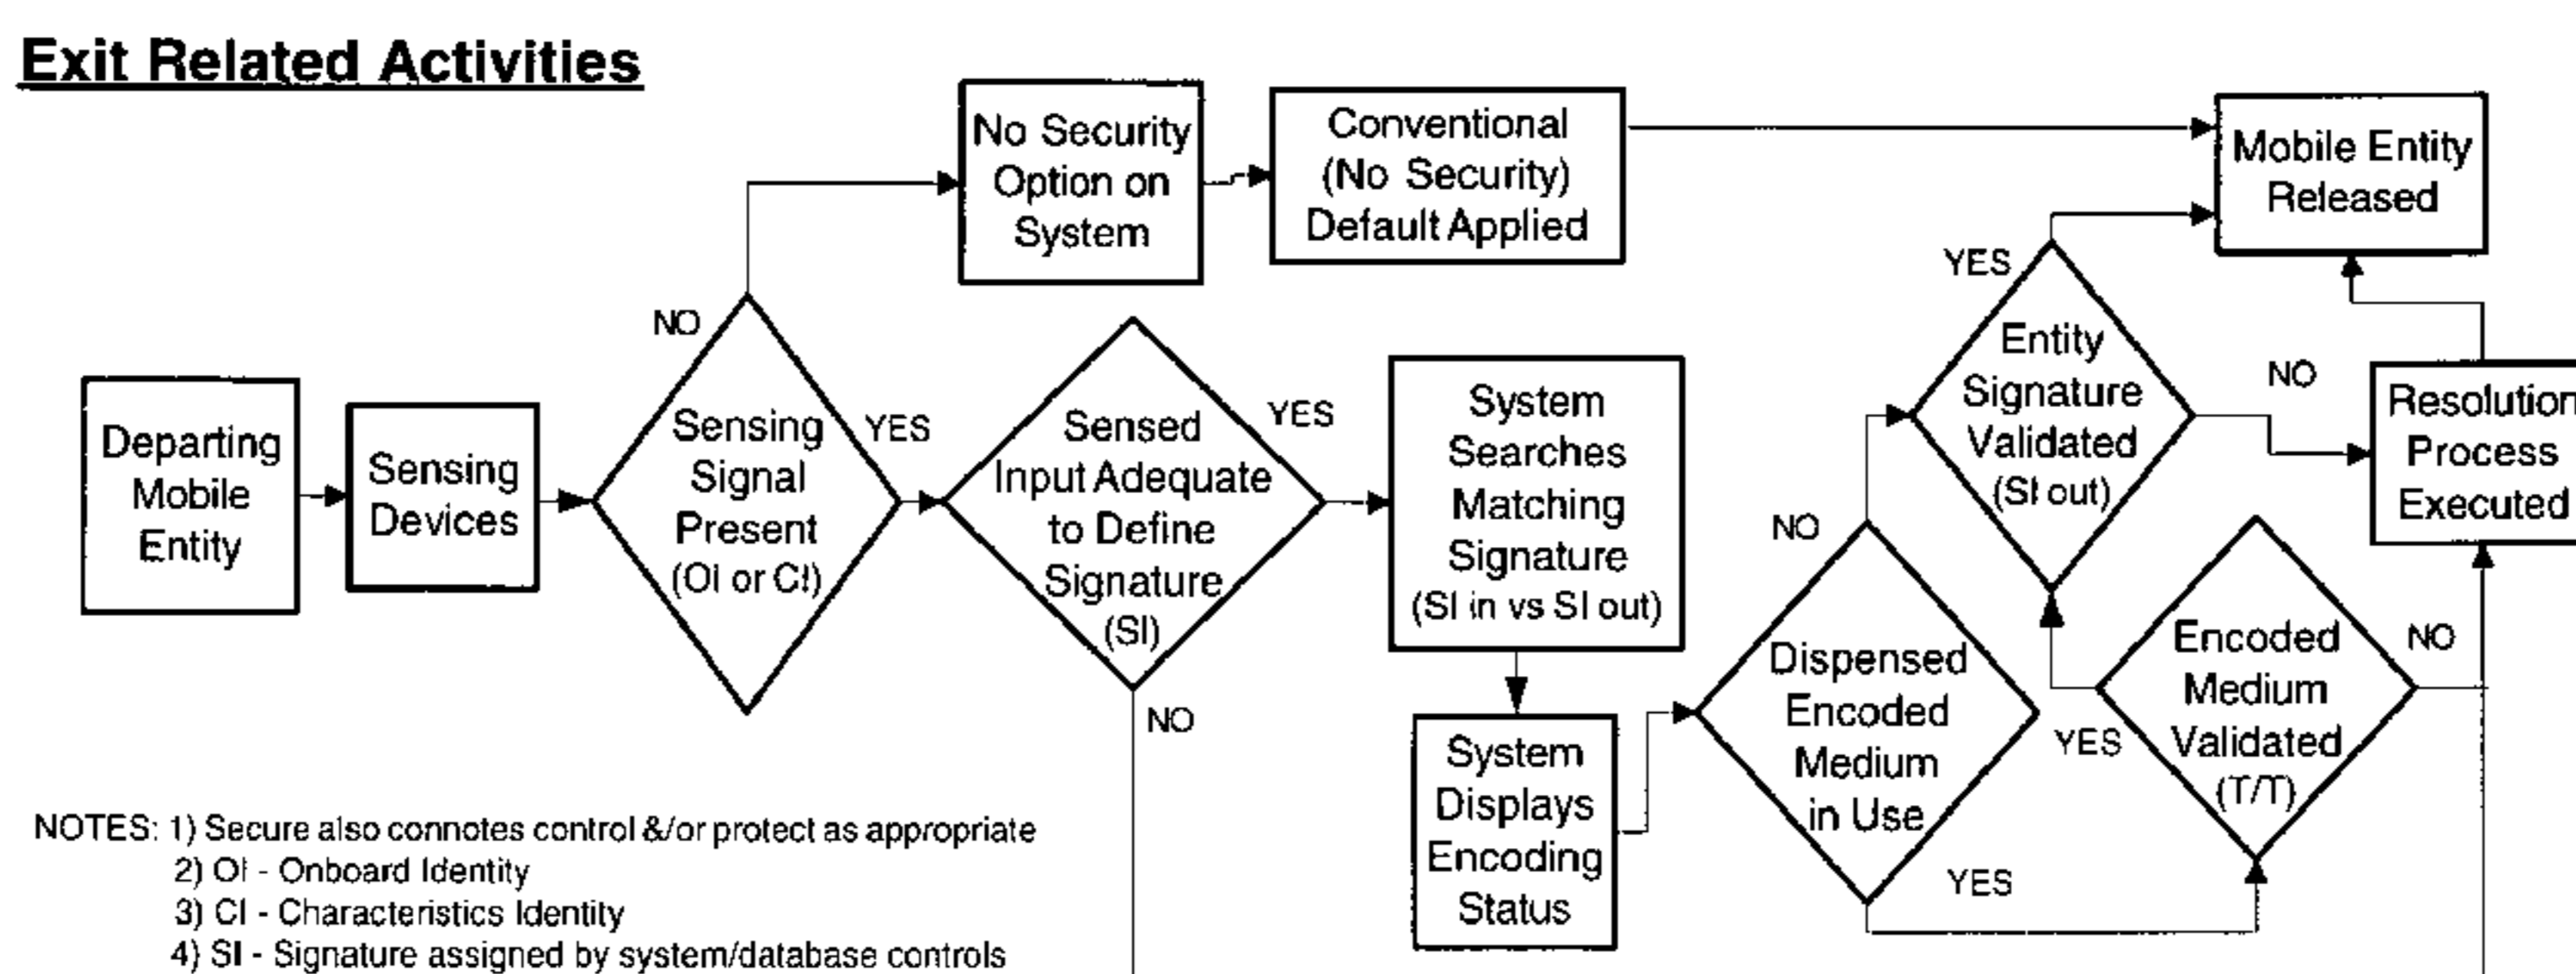 Exit Related Activities
No Security
Option on
System
Conventional
(No Security)
Default Applied
Mobile Entity
Released
NO
YES
Departing
Mobile
Entity
Sensing
Devices
Sensing
Signal
Present
(OI or CI)
YES
Sensed
Input Adequate
to Define
Signature
(SI)
YES
NO
System
Searches
Matching
Signature
(SI in vs SI out)
System
Displays
Encoding
Status
NO
Dispensed
Encoded
Medium
in Use
YES
Entity
Signature
Validated
(SI out)
NO
Resolution
Process
Executed
Encoded
Medium
Validated
(T/T)
YES
NO
NOTES: 1) Secure also connotes control &/or protect as appropriate
2) OI - Onboard Identity
3) CI - Characteristics Identity
4) SI - Signature assigned by system/database controls